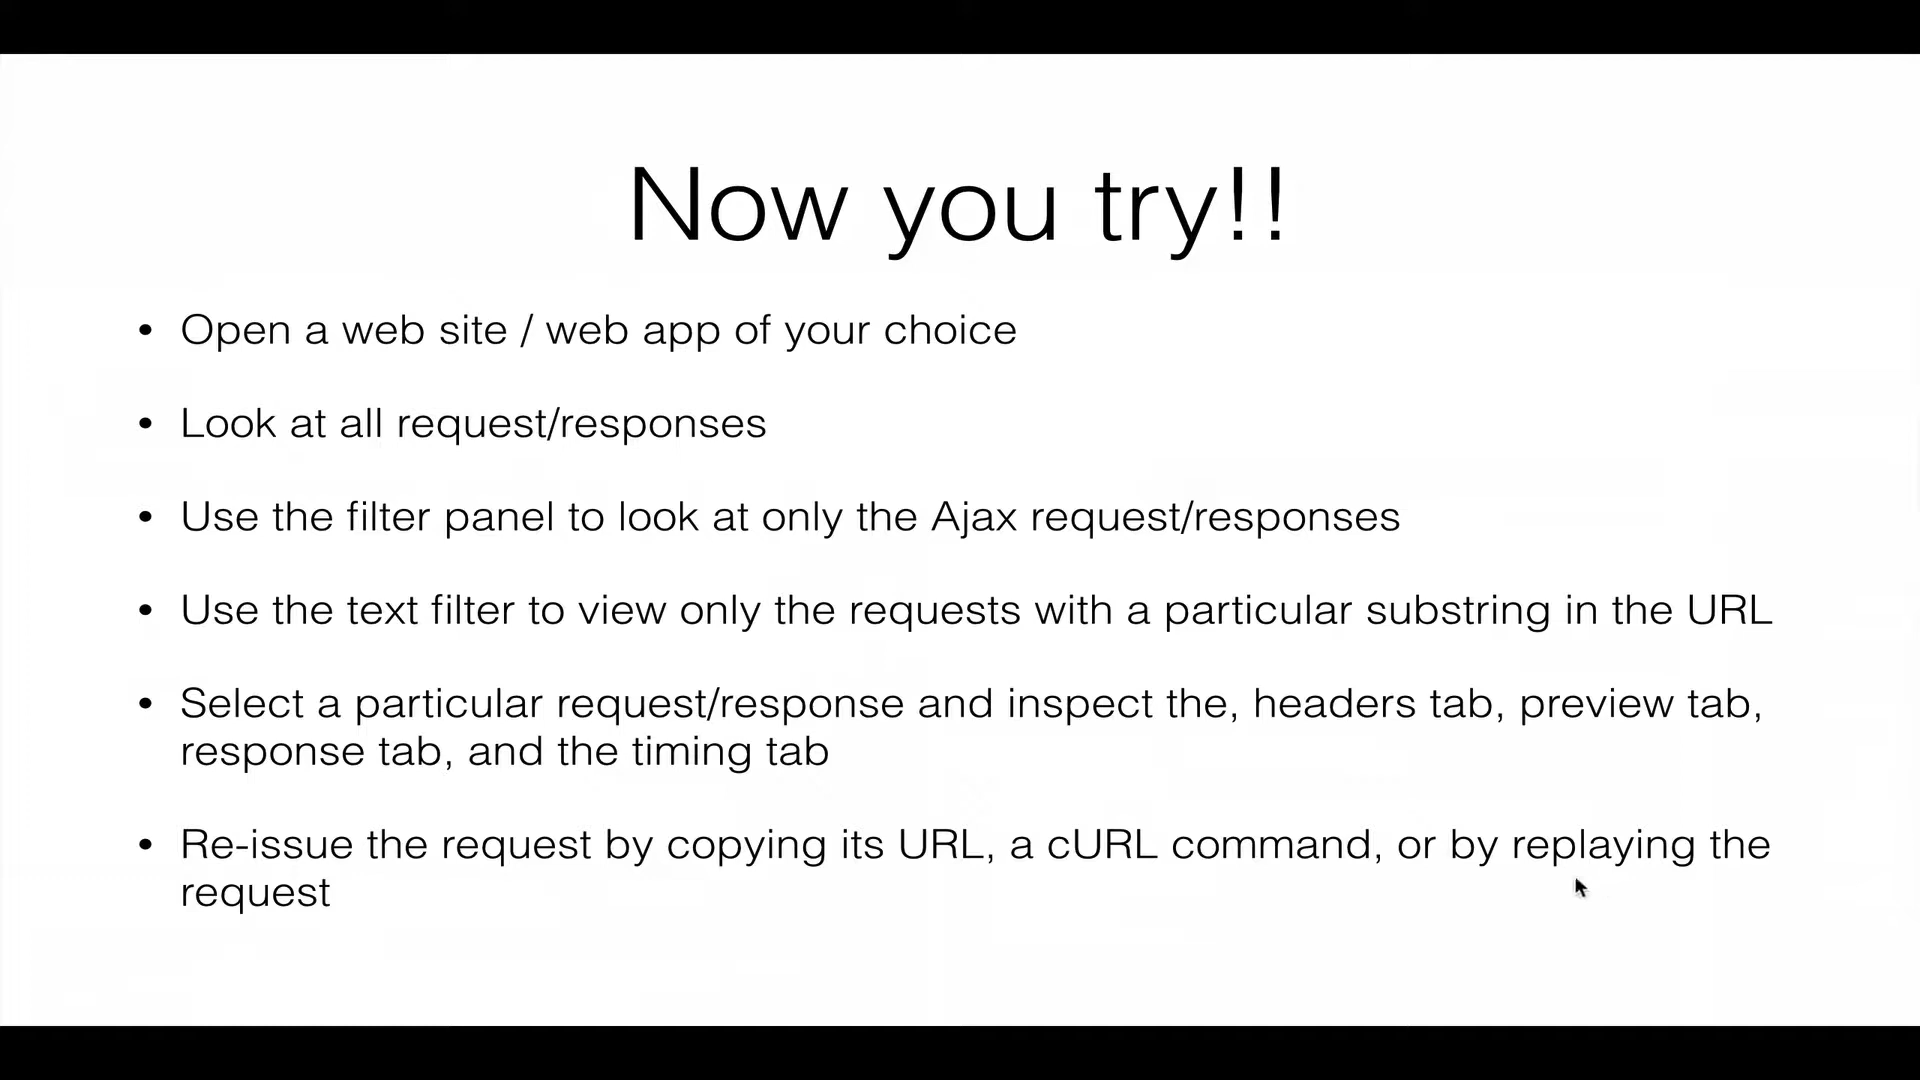 Now you try!!
• Open a web site / web app of your choice
• Look at all request/responses
• Use the filter panel to look at only the Ajax request/responses
• Use the text filter to view only the requests with a particular substring in the URL
• Select a particular request/response and inspect the, headers tab, preview tab,
response tab, and the timing tab
• Re-issue the request by copying its URL, a cURL command, or by replaying the
request